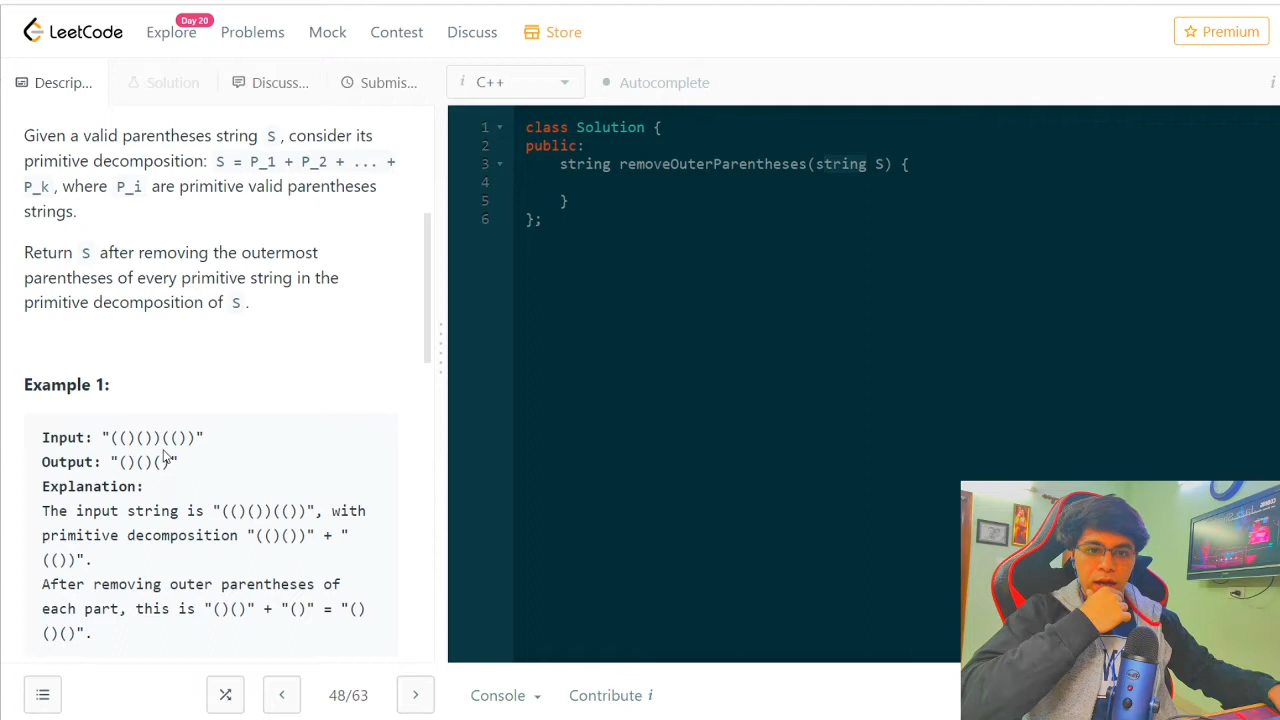 LeetCode
Explore
Day 20
Problems
Mock
Contest
Discuss
Store
Premium
Descrip...
Solution
Discuss...
Submis...
i C++
Autocomplete
i
Given a valid parentheses string S, consider its
primitive decomposition: S = P_1 + P_2 + ... +
P_k, where P_i are primitive valid parentheses
strings.
Return S after removing the outermost
parentheses of every primitive string in the
primitive decomposition of S.
Example 1:
Input: "(()())(())"
Output: "()()()"
Explanation:
The input string is "(()())(())", with
primitive decomposition "(()())" + "
(())".
After removing outer parentheses of
each part, this is "()()" + "()" = "()
()()".
1 class Solution {
2 public:
3 string removeOuterParentheses(string S) {
4
5 }
6 };
48/63
Console
Contribute i